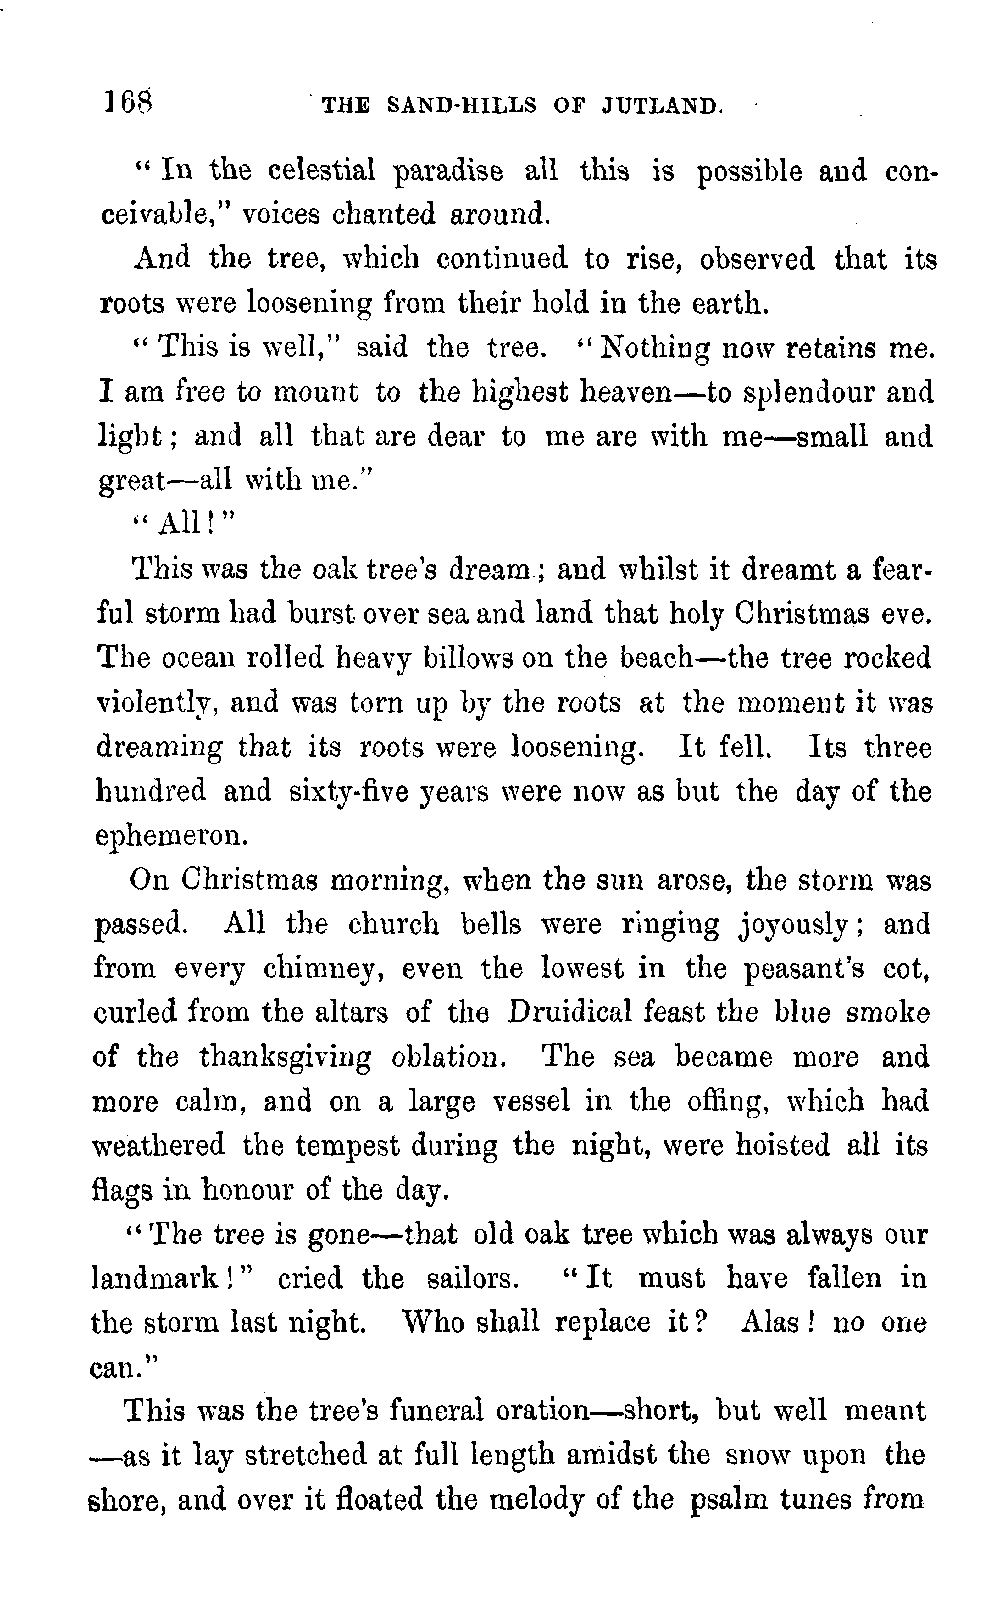 168 THE SAND-HILLS OF JUTLAND.
“In the celestial paradise all this is possible and con-
ceivable,” voices chanted around.
And the tree, which continued to rise, observed that its
roots were loosening from their hold in the earth.
“This is well,” said the tree. “Nothing now retains me.
I am free to mount to the highest heaven—to splendour and
light; and all that are dear to me are with me—small and
great—all with me.”
“All!”
This was the oak tree's dream; and whilst it dreamt a fear-
ful storm had burst over sea and land that holy Christmas eve.
The ocean rolled heavy billows on the beach—the tree rocked
violently, and was torn up by the roots at the moment it was
dreaming that its roots were loosening. It fell. Its three
hundred and sixty-five years were now as but the day of the
ephemeron.
On Christmas morning, when the sun arose, the storm was
passed. All the church bells were ringing joyously; and
from every chimney, even the lowest in the peasant's cot,
curled from the altars of the Druidical feast the blue smoke
of the thanksgiving oblation. The sea became more and
more calm, and on a large vessel in the offing, which had
weathered the tempest during the night, were hoisted all its
flags in honour of the day.
“The tree is gone—that old oak tree which was always our
landmark!” cried the sailors. “It must have fallen in
the storm last night. Who shall replace it? Alas! no one
can.”
This was the tree's funeral oration—short, but well meant
—as it lay stretched at full length amidst the snow upon the
shore, and over it floated the melody of the psalm tunes from